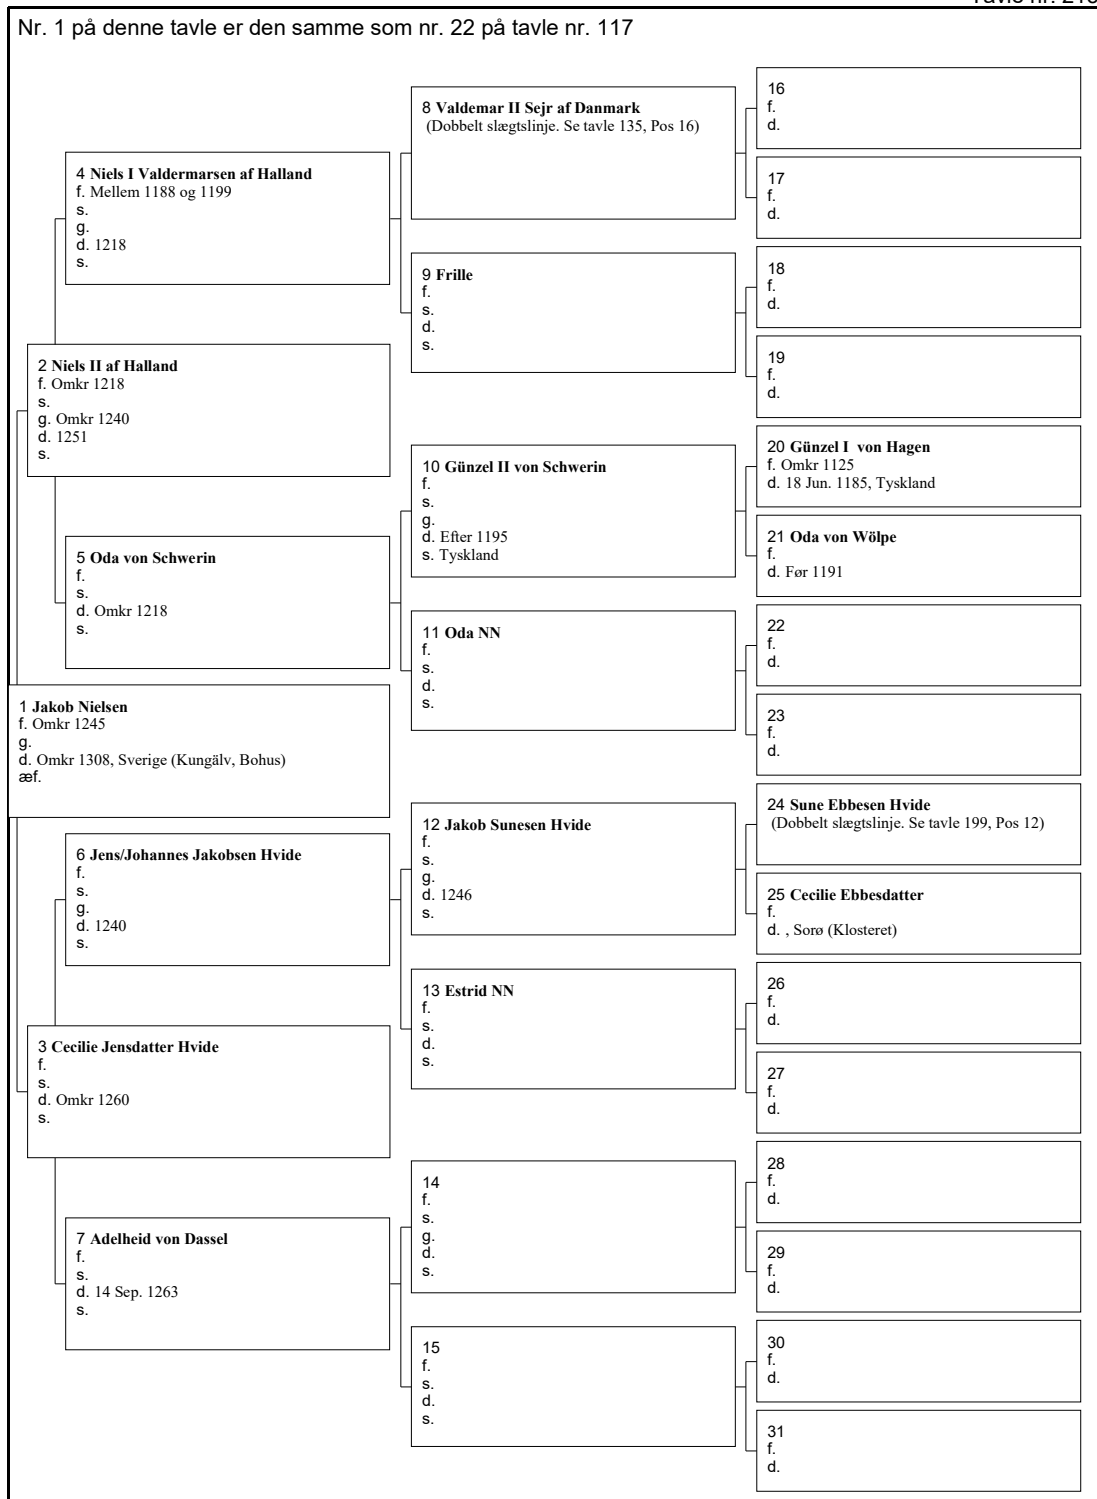 Nr. 1 på denne tavle er den samme som nr. 22 på tavle nr. 117
16
f.
d.
8 Valdemar II Sejr af Danmark
(Dobbelt slægtslinje. Se tavle 135, Pos 16)
4 Niels I Valdermarsen af Halland
f. Mellem 1188 og 1199
s.
g.
d. 1218
s.
17
f.
d.
9 Frille
f.
s.
d.
s.
18
f.
d.
19
f.
d.
2 Niels II af Halland
f. Omkr 1218
s.
g. Omkr 1240
d. 1251
s.
10 Günzel II von Schwerin
f.
s.
g.
d. Efter 1195
s. Tyskland
20 Günzel I von Hagen
f. Omkr 1125
d. 18 Jun. 1185, Tyskland
21 Oda von Wölpe
f.
d. Før 1191
5 Oda von Schwerin
f.
s.
d. Omkr 1218
s.
11 Oda NN
f.
s.
d.
s.
22
f.
d.
23
f.
d.
1 Jakob Nielsen
f. Omkr 1245
g.
d. Omkr 1308, Sverige (Kungälv, Bohus)
æf.
12 Jakob Sunesen Hvide
f.
s.
g.
d. 1246
s.
24 Sune Ebbesen Hvide
(Dobbelt slægtslinje. Se tavle 199, Pos 12)
6 Jens/Johannes Jakobsen Hvide
f.
s.
g.
d. 1240
s.
25 Cecilie Ebbesdatter
f.
d. , Sorø (Klosteret)
13 Estrid NN
f.
s.
d.
s.
26
f.
d.
27
f.
d.
3 Cecilie Jensdatter Hvide
f.
s.
d. Omkr 1260
s.
14
f.
s.
g.
d.
s.
28
f.
d.
29
f.
d.
7 Adelheid von Dassel
f.
s.
d. 14 Sep. 1263
s.
15
f.
s.
d.
s.
30
f.
d.
31
f.
d.